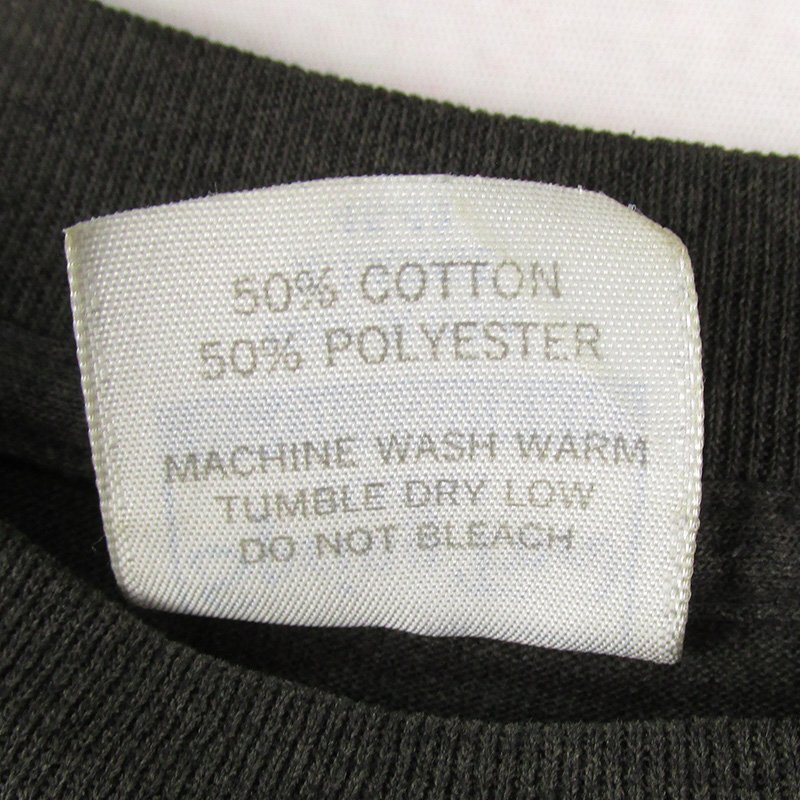 50% COTTON
50% POLYESTER
MACHINE WASH WARM
TUMBLE DRY LOW
DO NOT BLEACH